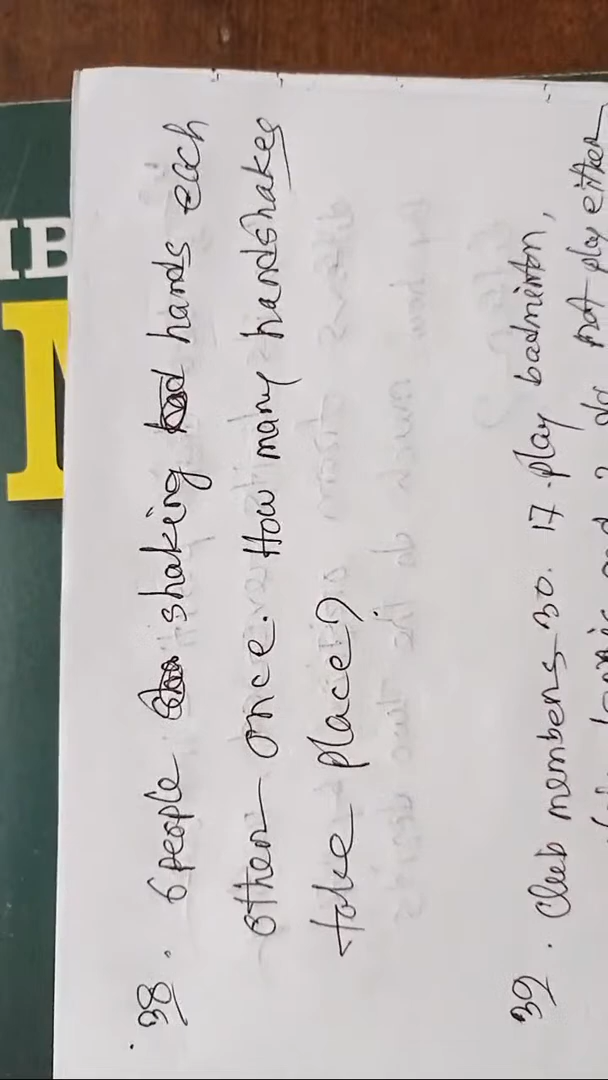 IB
38. 6 people shaking hands each
other once. How many handshakes
take place?
39. Club members 30. 17 play badminton,
not play either